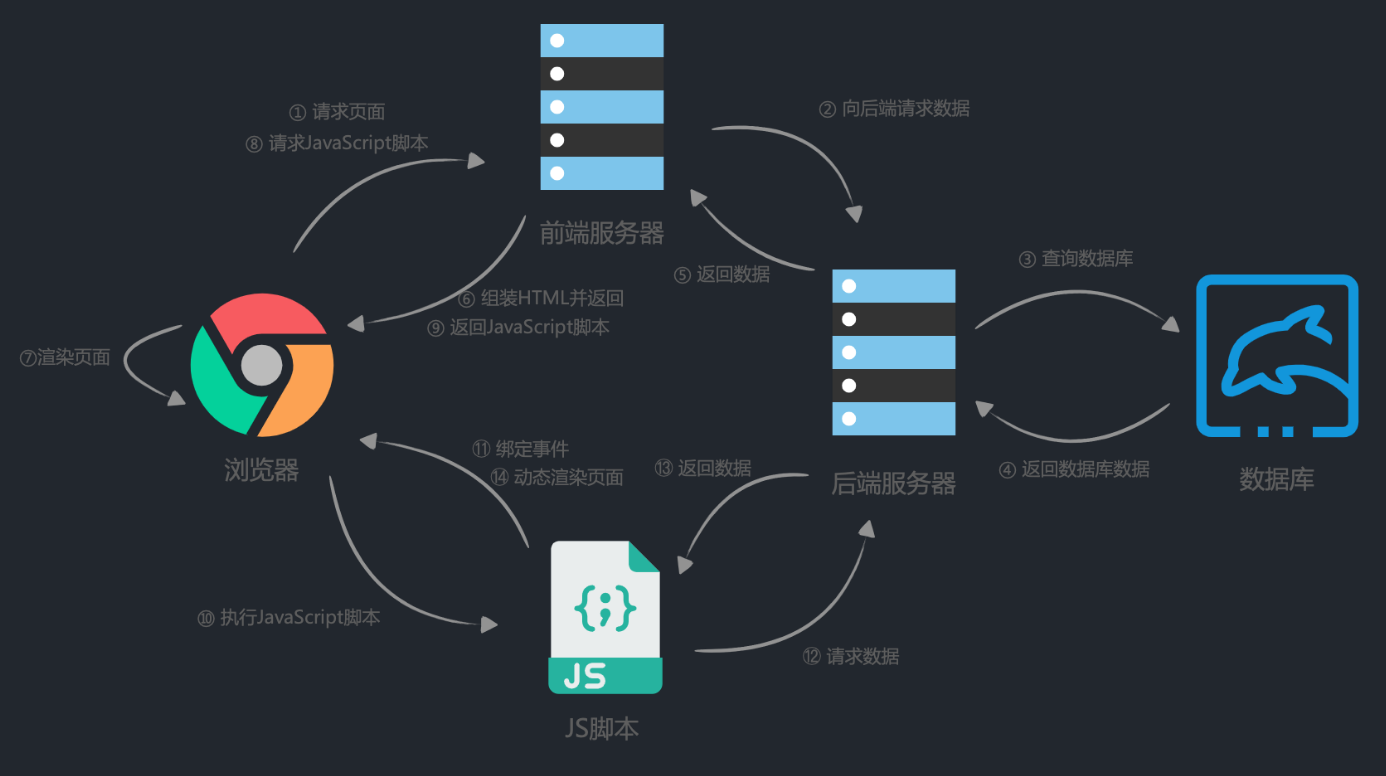 ① 请求页面
⑧ 请求JavaScript脚本
② 向后端请求数据
前端服务器
③ 查询数据库
⑤ 返回数据
⑥ 组装HTML并返回
⑨ 返回JavaScript脚本
⑦渲染页面
浏览器
⑪ 绑定事件
⑭ 动态渲染页面
⑬ 返回数据
后端服务器
④ 返回数据库数据
数据库
⑩ 执行JavaScript脚本
⑫ 请求数据
{;}
JS
JS脚本